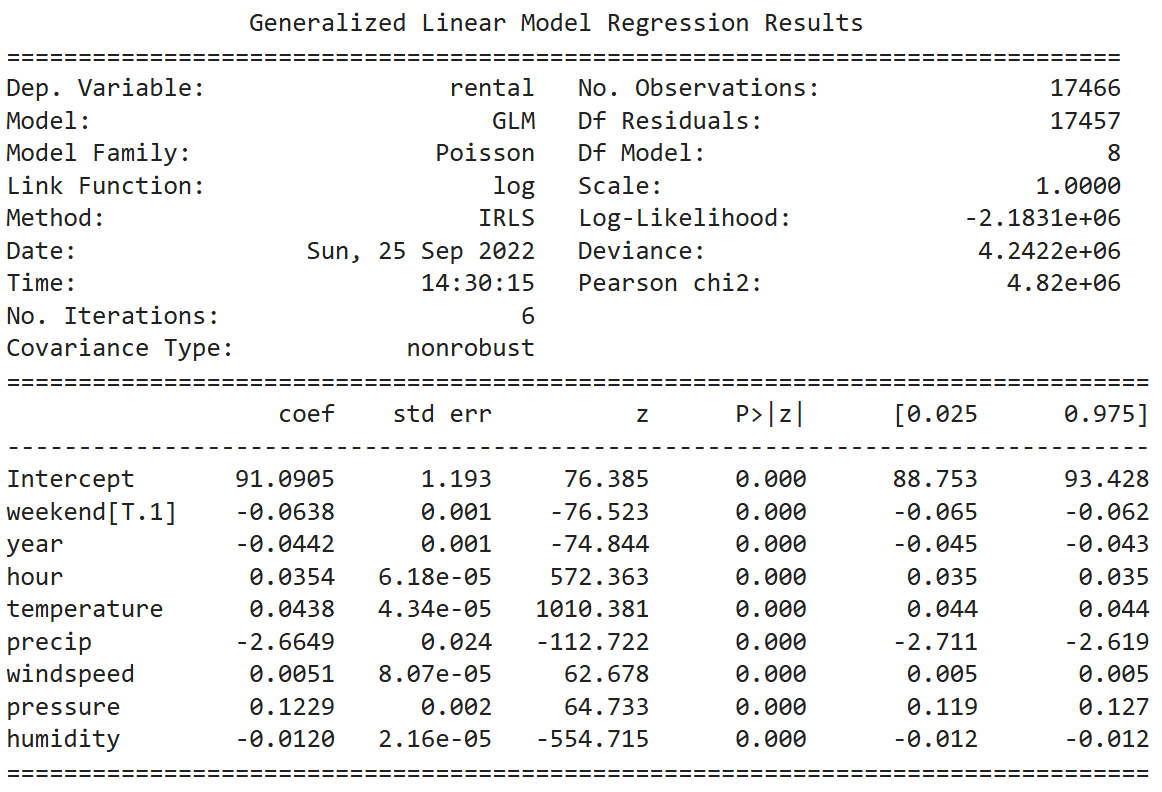 Generalized Linear Model Regression Results
==============================================================================
Dep. Variable: rental No. Observations: 17466
Model: GLM Df Residuals: 17457
Model Family: Poisson Df Model: 8
Link Function: log Scale: 1.0000
Method: IRLS Log-Likelihood: -2.1831e+06
Date: Sun, 25 Sep 2022 Deviance: 4.2422e+06
Time: 14:30:15 Pearson chi2: 4.82e+06
No. Iterations: 6
Covariance Type: nonrobust
================================================================================
coef std err z P>|z| [0.025 0.975]
--------------------------------------------------------------------------------
Intercept 91.0905 1.193 76.385 0.000 88.753 93.428
weekend[T.1] -0.0638 0.001 -76.523 0.000 -0.065 -0.062
year -0.0442 0.001 -74.844 0.000 -0.045 -0.043
hour 0.0354 6.18e-05 572.363 0.000 0.035 0.035
temperature 0.0438 4.34e-05 1010.381 0.000 0.044 0.044
precip -2.6649 0.024 -112.722 0.000 -2.711 -2.619
windspeed 0.0051 8.07e-05 62.678 0.000 0.005 0.005
pressure 0.1229 0.002 64.733 0.000 0.119 0.127
humidity -0.0120 2.16e-05 -554.715 0.000 -0.012 -0.012
================================================================================